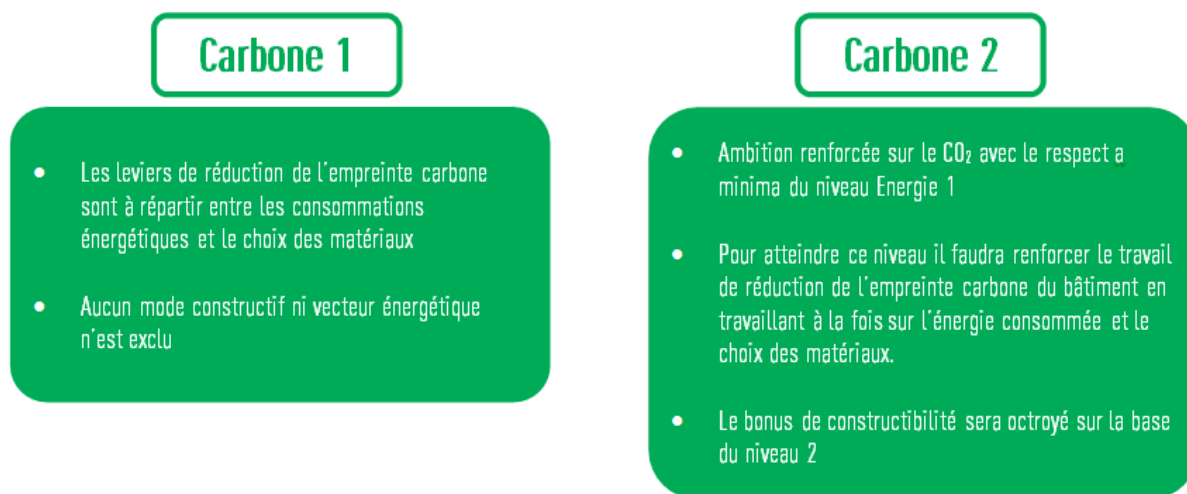 Carbone 1
• Les leviers de réduction de l'empreinte carbone
sont à répartir entre les consommations
énergétiques et le choix des matériaux
• Aucun mode constructif ni vecteur énergétique
n'est exclu
Carbone 2
• Ambition renforcée sur le CO₂ avec le respect a
minima du niveau Energie 1
• Pour atteindre ce niveau il faudra renforcer le travail
de réduction de l'empreinte carbone du bâtiment en
travaillant à la fois sur l'énergie consommée et le
choix des matériaux.
• Le bonus de constructibilité sera octroyé sur la base
du niveau 2